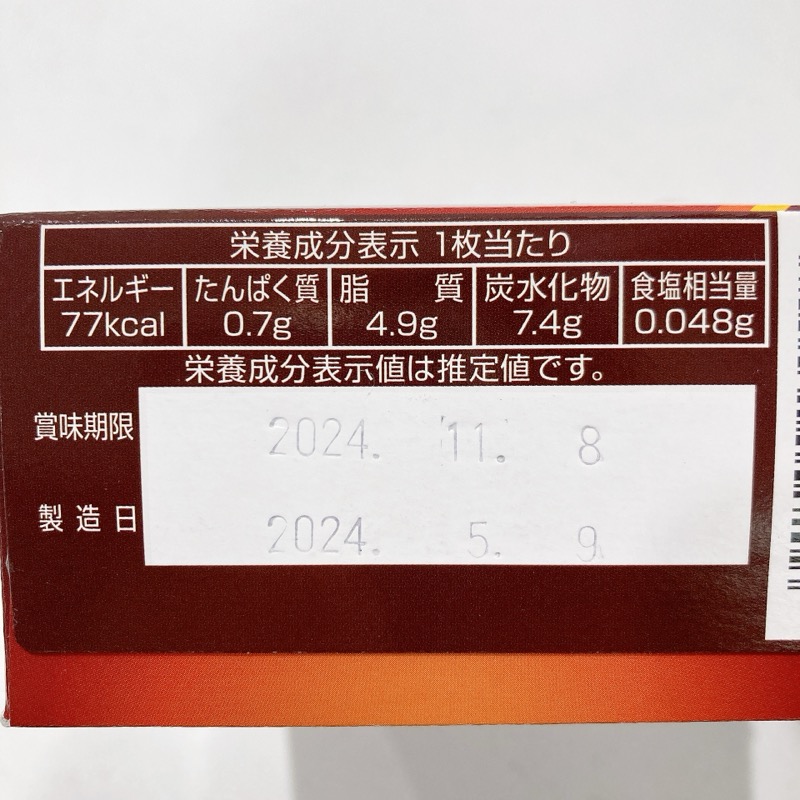 栄養成分表示 1枚当たり
エネルギー たんぱく質 脂質 炭水化物 食塩相当量
77kcal 0.7g 4.9g 7.4g 0.048g
栄養成分表示値は推定値です。
賞味期限 2024. 11. 8
製造日 2024. 5. 9